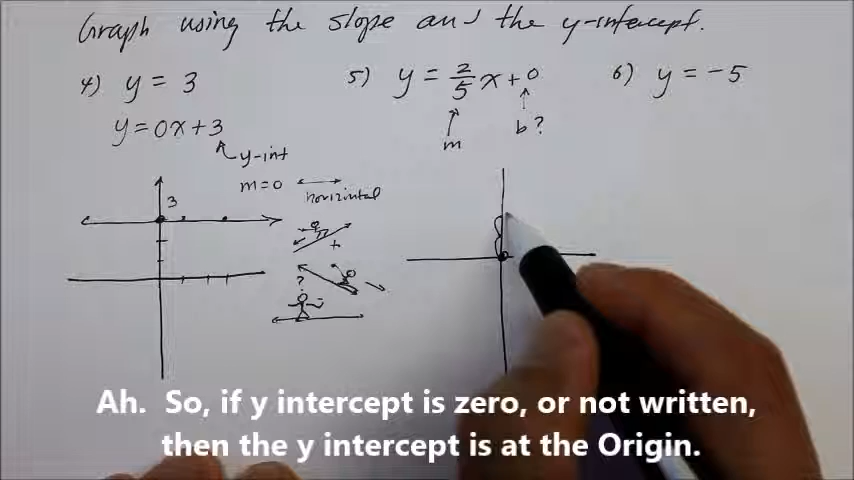 Graph using the slope and the y-intercept.
4) y = 3
y = 0x + 3
y-int
m = 0
horizintal
3
+
?
5) y = 2/5 x + 0
m
b?
6) y = -5
Ah. So, if y intercept is zero, or not written,
then the y intercept is at the Origin.